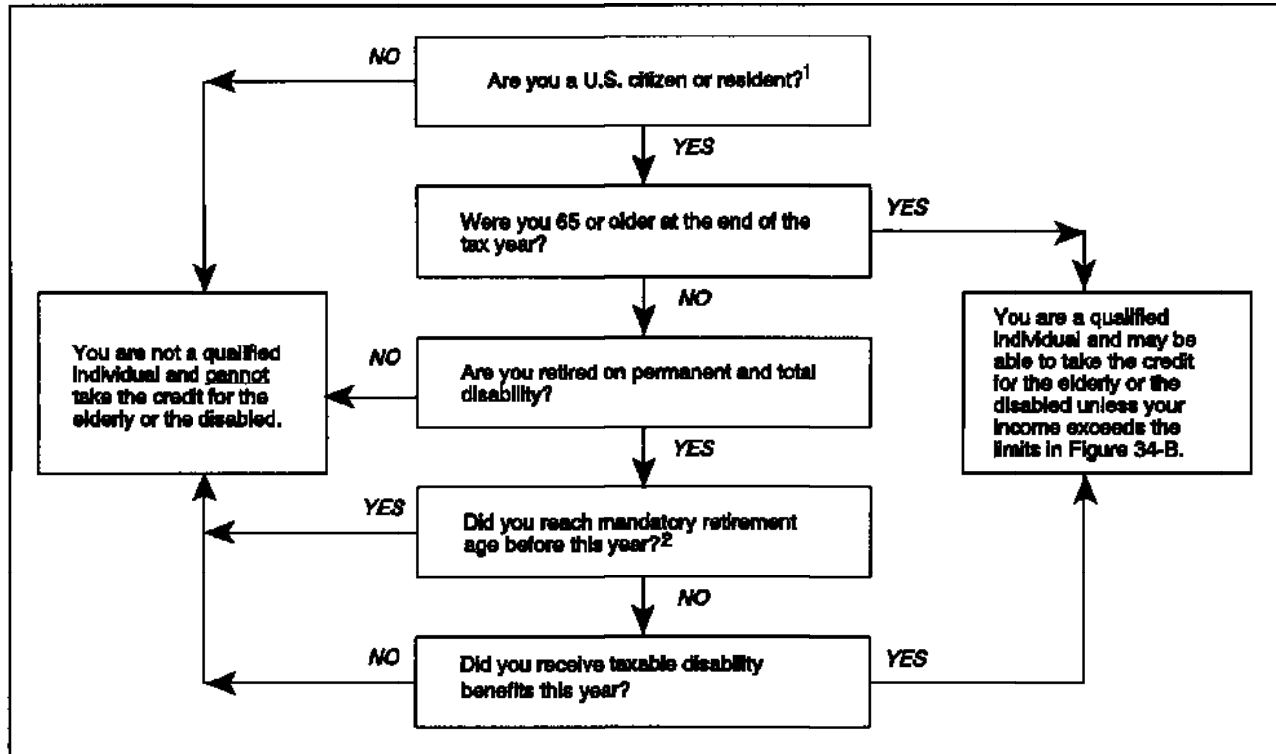 NO
Are you a U.S. citizen or resident?1
YES
Were you 65 or older at the end of the
tax year?
YES
NO
You are not a qualified
individual and cannot
take the credit for the
elderly or the disabled.
NO
Are you retired on permanent and total
disability?
You are a qualified
individual and may be
able to take the credit
for the elderly or the
disabled unless your
income exceeds the
limits in Figure 34-B.
YES
YES
Did you reach mandatory retirement
age before this year?2
NO
NO
Did you receive taxable disability
benefits this year?
YES